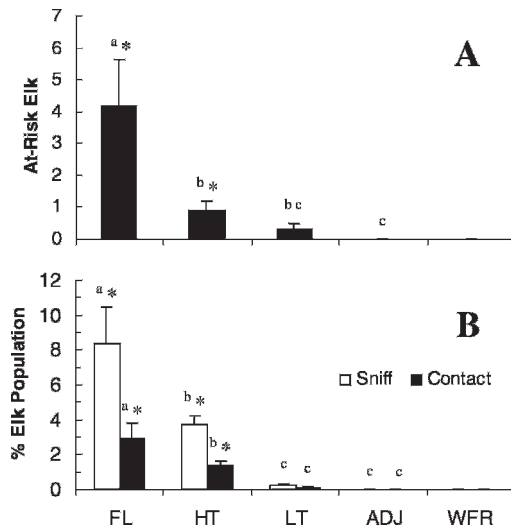 A
At-Risk Elk
7
6
5
4
3
2
1
0
a *
b *
b c
c
B
% Elk Population
12
10
8
6
4
2
0
a *
a *
b *
b *
c c
c c
Sniff Contact
FL HT LT ADJ WFR